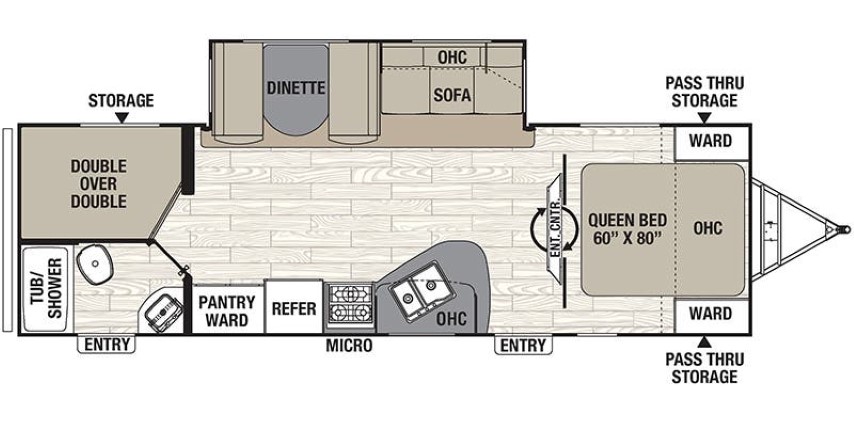 OHC
DINETTE
SOFA
STORAGE
PASS THRU
STORAGE
WARD
DOUBLE
OVER
DOUBLE
ENT. CNTR.
QUEEN BED
60” X 80”
OHC
TUB/
SHOWER
PANTRY
WARD
REFER
OHC
WARD
ENTRY
MICRO
ENTRY
PASS THRU
STORAGE